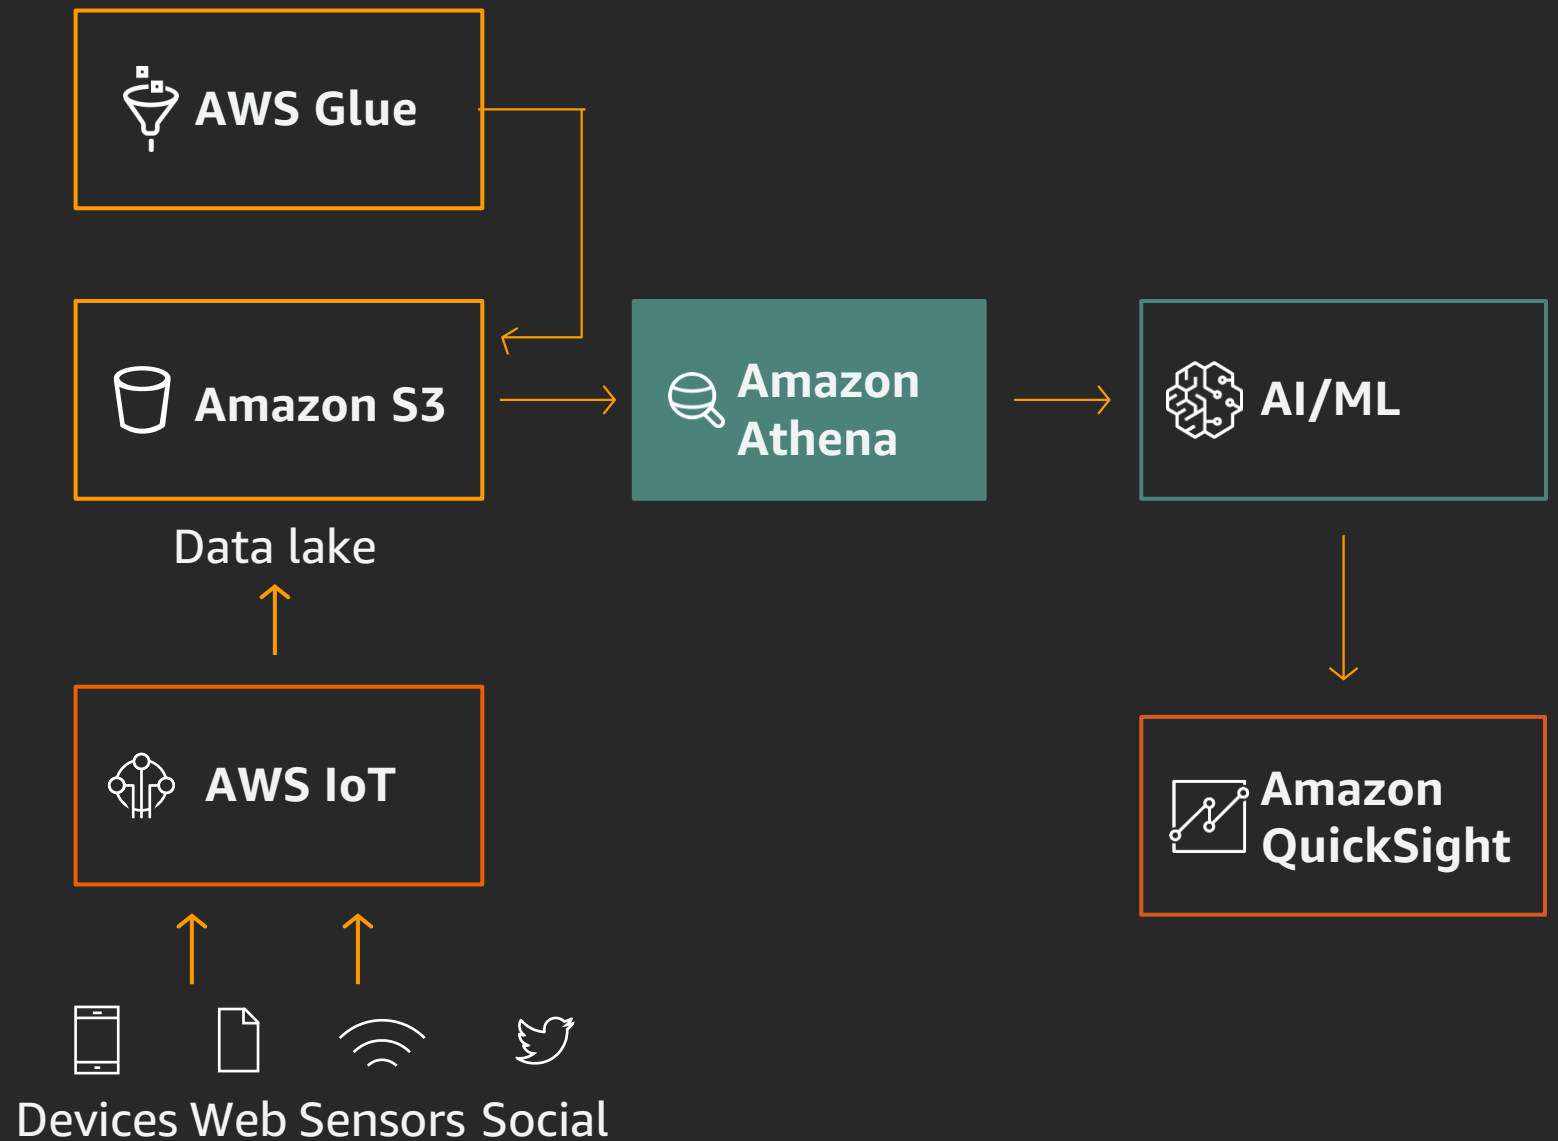 AWS Glue
Amazon S3
Data lake
Amazon
Athena
AI/ML
AWS IoT
Amazon
QuickSight
Devices Web Sensors Social